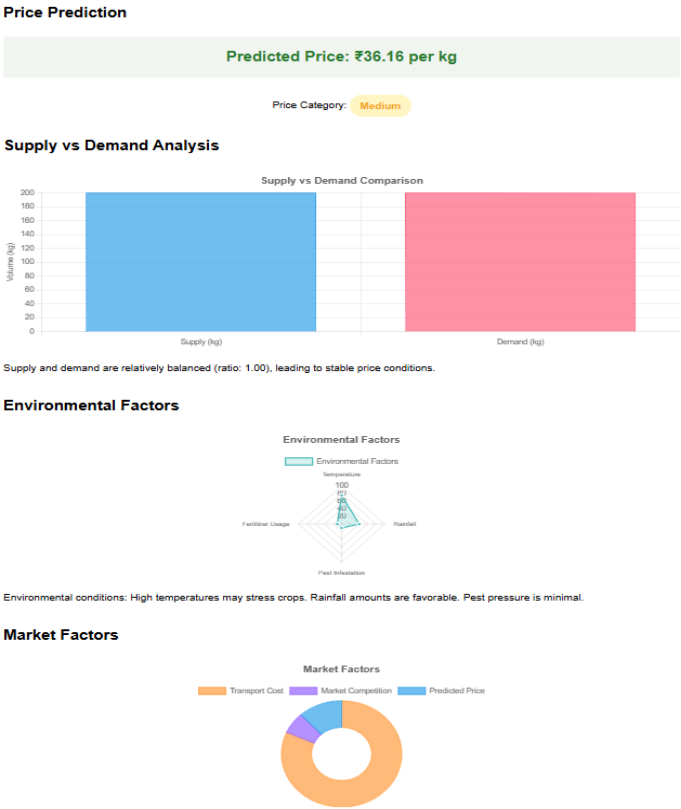 Price Prediction
Predicted Price: ₹36.16 per kg
Price Category: Medium
Supply vs Demand Analysis
Supply vs Demand Comparison
200
180
160
140
120
100
80
60
40
20
0
Volume (kg)
Supply (kg)
Demand (kg)
Supply and demand are relatively balanced (ratio: 1.00), leading to stable price conditions.
Environmental Factors
Environmental Factors
Environmental Factors
Temperature
100
80
60
40
20
Fertilizer Usage
Rainfall
Pest Infestation
Environmental conditions: High temperatures may stress crops. Rainfall amounts are favorable. Pest pressure is minimal.
Market Factors
Market Factors
Transport Cost Market Competition Predicted Price